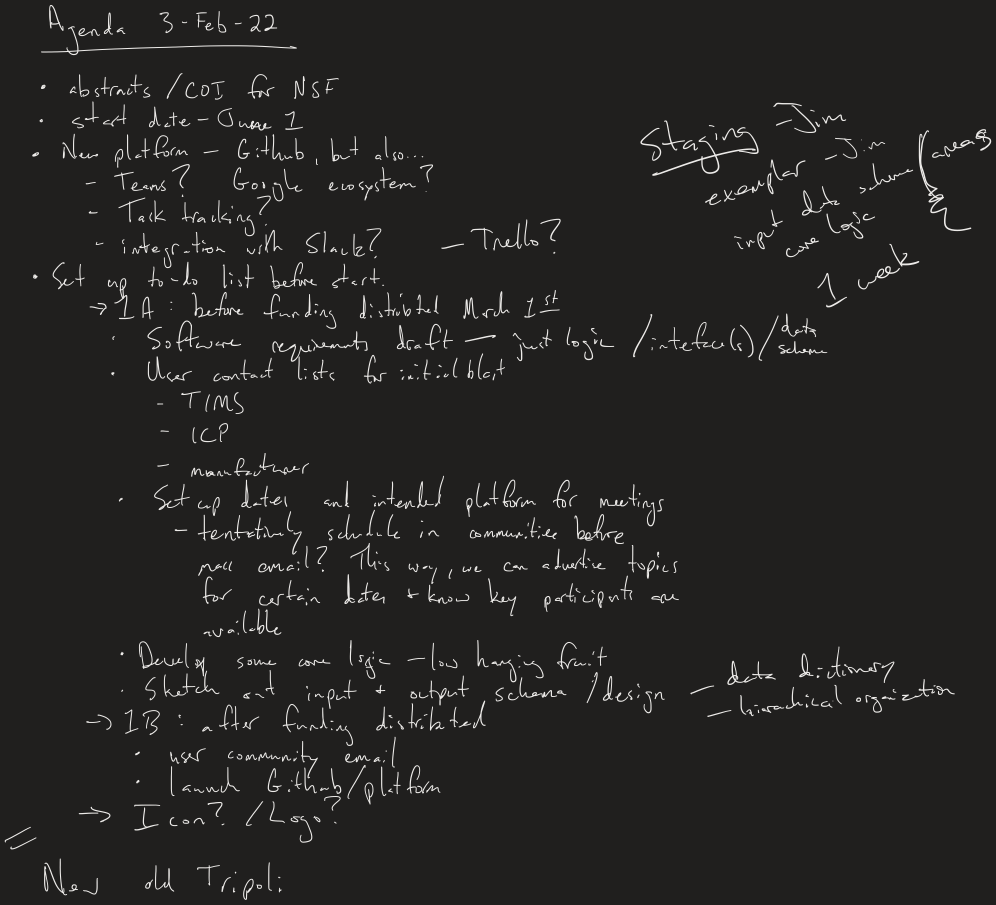 Agenda 3-Feb-22
• abstracts /COI for NSF
• start date - June 1
• New platform - Github, but also...
- Teams? Google ecosystem?
- Task tracking?
- integration with Slack? - Trello?
• Set up to-do list before start.
→ 1A: before funding distributed March 1st
• Software requirements draft — just logic /interface(s)/data schema
• User contact lists for initial blast
- TIMS
- ICP
- manufacturer
• Set up dates and intended platform for meetings
- tentatively schedule in communities before
mass email? This way, we can advertise topics
for certain dates + know key participants are
available
• Develop some core logic - low hanging fruit
• Sketch out input + output schema /design - data dictionary
- hierarchical organization
→ 1B: after funding distributed
• user community email
• launch Github/platform
→ Icon? /Logo?
=
New old Tripoli
Staging - Jim
exemplar - Jim
input data schema
core logic
areas
1 week